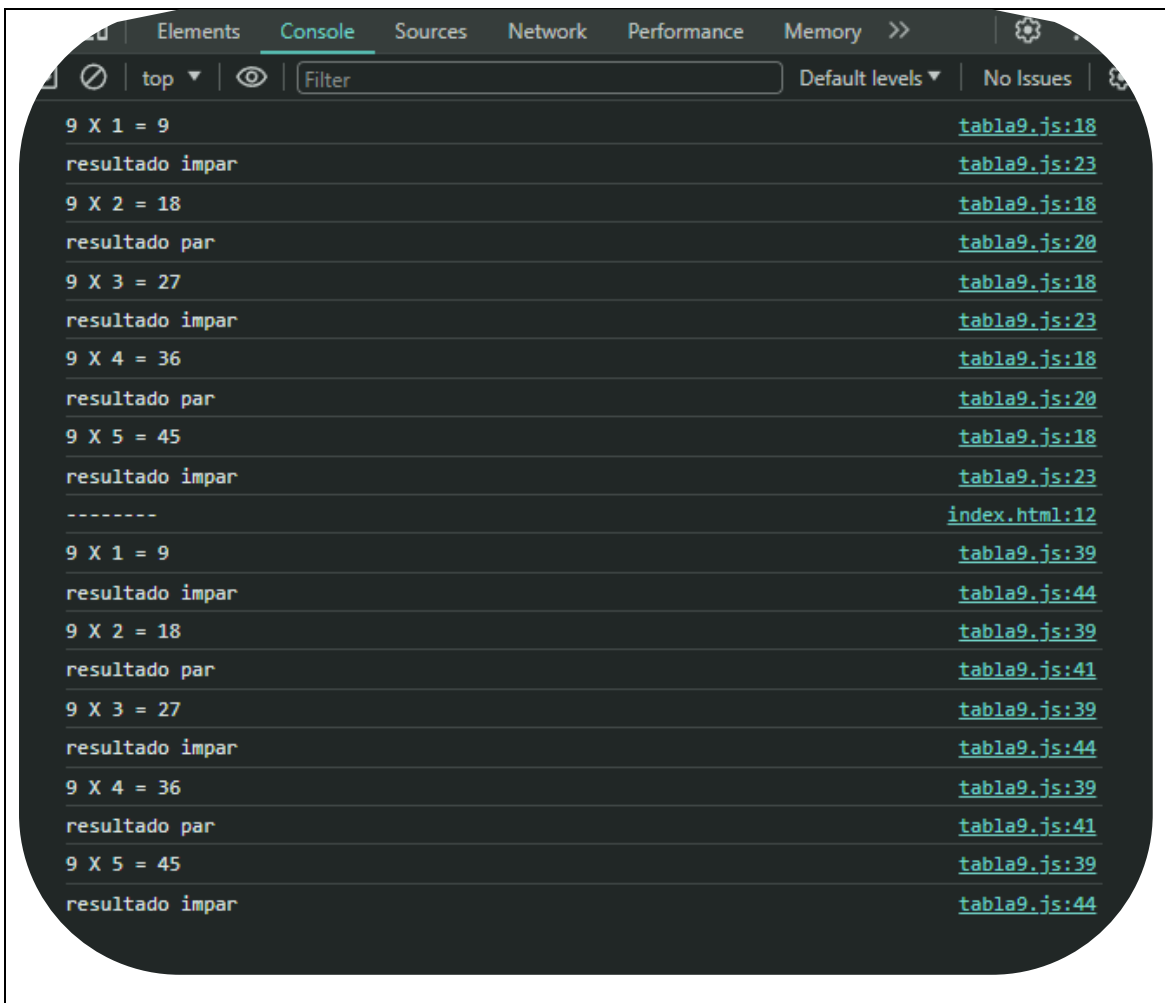 Elements Console Sources Network Performance Memory
top Filter Default levels No Issues
9 X 1 = 9 tabla9.js:18
resultado impar tabla9.js:23
9 X 2 = 18 tabla9.js:18
resultado par tabla9.js:20
9 X 3 = 27 tabla9.js:18
resultado impar tabla9.js:23
9 X 4 = 36 tabla9.js:18
resultado par tabla9.js:20
9 X 5 = 45 tabla9.js:18
resultado impar tabla9.js:23
-------- index.html:12
9 X 1 = 9 tabla9.js:39
resultado impar tabla9.js:44
9 X 2 = 18 tabla9.js:39
resultado par tabla9.js:41
9 X 3 = 27 tabla9.js:39
resultado impar tabla9.js:44
9 X 4 = 36 tabla9.js:39
resultado par tabla9.js:41
9 X 5 = 45 tabla9.js:39
resultado impar tabla9.js:44